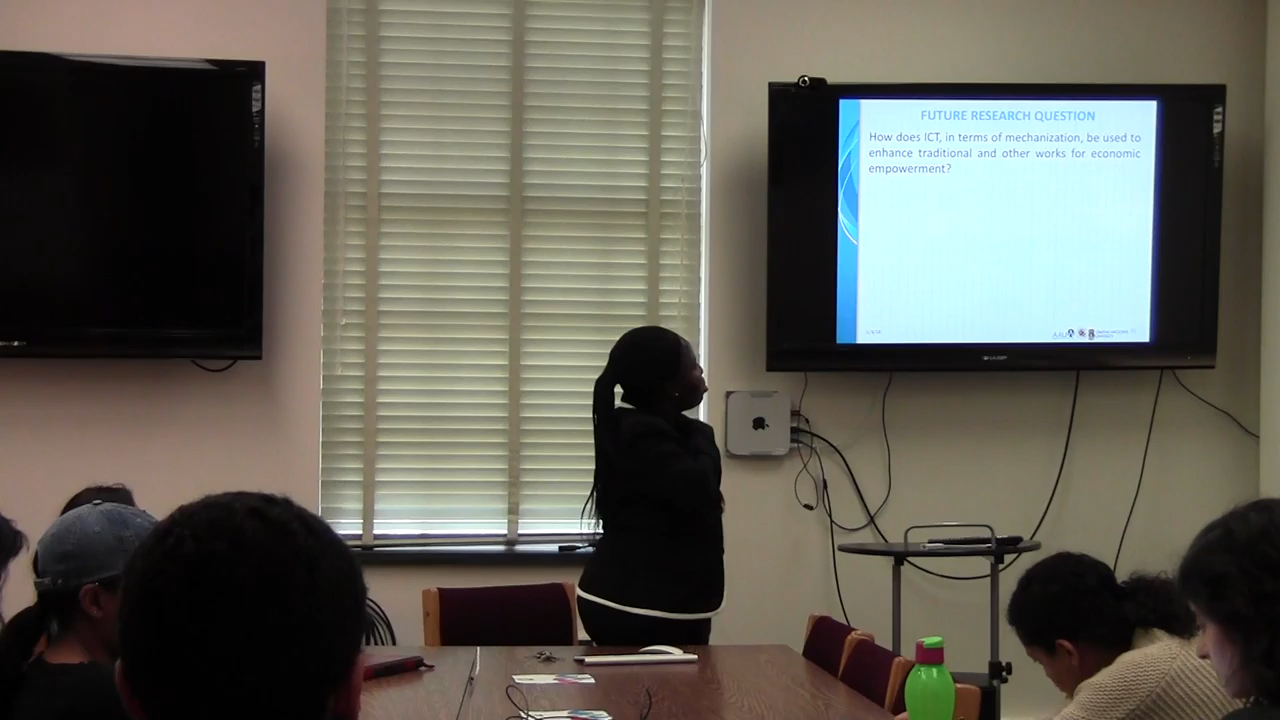 FUTURE RESEARCH QUESTION
How does ICT, in terms of mechanization, be used to
enhance traditional and other works for economic
empowerment?
SHARP